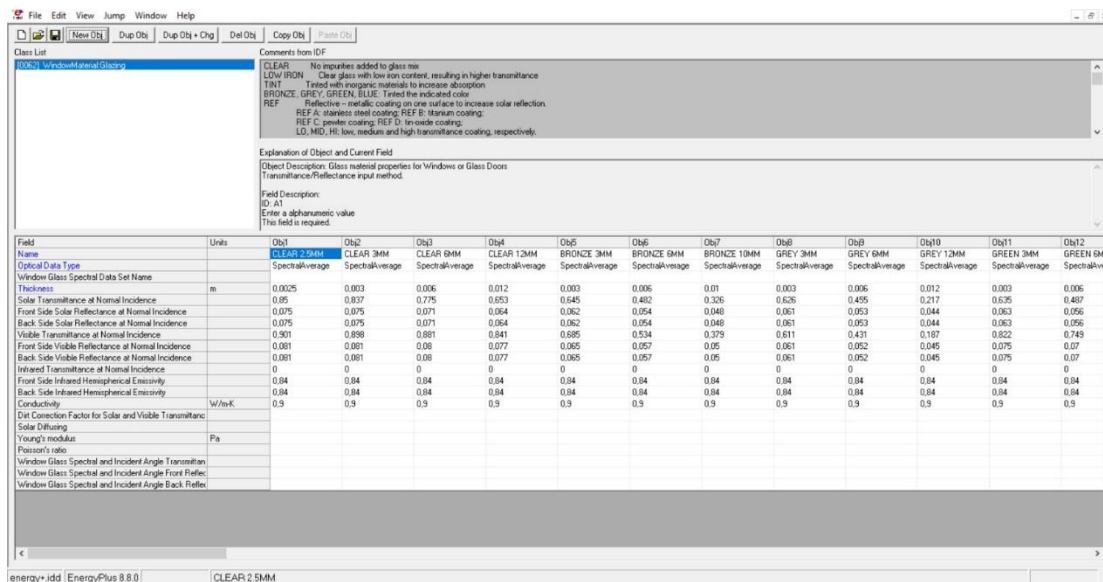 File Edit View Jump Window Help
New Obj Dup Obj Dup Obj + Chg Del Obj Copy Obj Paste Obj
Class List
[0062] WindowMaterial:Glazing
Comments from IDF
CLEAR No impurities added to glass mix
LOW IRON Clear glass with low iron content, resulting in higher transmittance
TINT Tinted with inorganic materials to increase absorption
BRONZE, GREY, GREEN, BLUE: Tinted the indicated color
REF Reflective – metallic coating on one surface to increase solar reflection.
REF A: stainless steel coating; REF B: titanium coating;
REF C: pewter coating; REF D: tin-oxide coating;
LO, MID, HI: low, medium and high transmittance coating, respectively.
Explanation of Object and Current Field
Object Description: Glass material properties for Windows or Glass Doors
Transmittance/Reflectance input method.
Field Description:
ID: A1
Enter a alphanumeric value
This field is required.
Field Units Obj1 Obj2 Obj3 Obj4 Obj5 Obj6 Obj7 Obj8 Obj9 Obj10 Obj11 Obj12
Name CLEAR 2.5MM CLEAR 3MM CLEAR 6MM CLEAR 12MM BRONZE 3MM BRONZE 6MM BRONZE 10MM GREY 3MM GREY 6MM GREY 12MM GREEN 3MM GREEN 6M
Optical Data Type SpectralAverage SpectralAverage SpectralAverage SpectralAverage SpectralAverage SpectralAverage SpectralAverage SpectralAverage SpectralAverage SpectralAverage SpectralAverage SpectralAv
Window Glass Spectral Data Set Name
Thickness m 0,0025 0,003 0,006 0,012 0,003 0,006 0,01 0,003 0,006 0,012 0,003 0,006
Solar Transmittance at Normal Incidence 0,85 0,837 0,775 0,653 0,645 0,482 0,326 0,626 0,455 0,217 0,635 0,487
Front Side Solar Reflectance at Normal Incidence 0,075 0,075 0,071 0,064 0,062 0,054 0,048 0,061 0,053 0,044 0,063 0,056
Back Side Solar Reflectance at Normal Incidence 0,075 0,075 0,071 0,064 0,062 0,054 0,048 0,061 0,053 0,044 0,063 0,056
Visible Transmittance at Normal Incidence 0,901 0,898 0,881 0,841 0,685 0,534 0,379 0,611 0,431 0,187 0,822 0,749
Front Side Visible Reflectance at Normal Incidence 0,081 0,081 0,08 0,077 0,065 0,057 0,05 0,061 0,052 0,045 0,075 0,07
Back Side Visible Reflectance at Normal Incidence 0,081 0,081 0,08 0,077 0,065 0,057 0,05 0,061 0,052 0,045 0,075 0,07
Infrared Transmittance at Normal Incidence 0 0 0 0 0 0 0 0 0 0 0 0
Front Side Infrared Hemispherical Emissivity 0,84 0,84 0,84 0,84 0,84 0,84 0,84 0,84 0,84 0,84 0,84 0,84
Back Side Infrared Hemispherical Emissivity 0,84 0,84 0,84 0,84 0,84 0,84 0,84 0,84 0,84 0,84 0,84 0,84
Conductivity W/m-K 0,9 0,9 0,9 0,9 0,9 0,9 0,9 0,9 0,9 0,9 0,9 0,9
Dirt Correction Factor for Solar and Visible Transmittanc
Solar Diffusing
Young's modulus Pa
Poisson's ratio
Window Glass Spectral and Incident Angle Transmittan
Window Glass Spectral and Incident Angle Front Reflec
Window Glass Spectral and Incident Angle Back Reflec
energy+.idd EnergyPlus 8.8.0 CLEAR 2.5MM